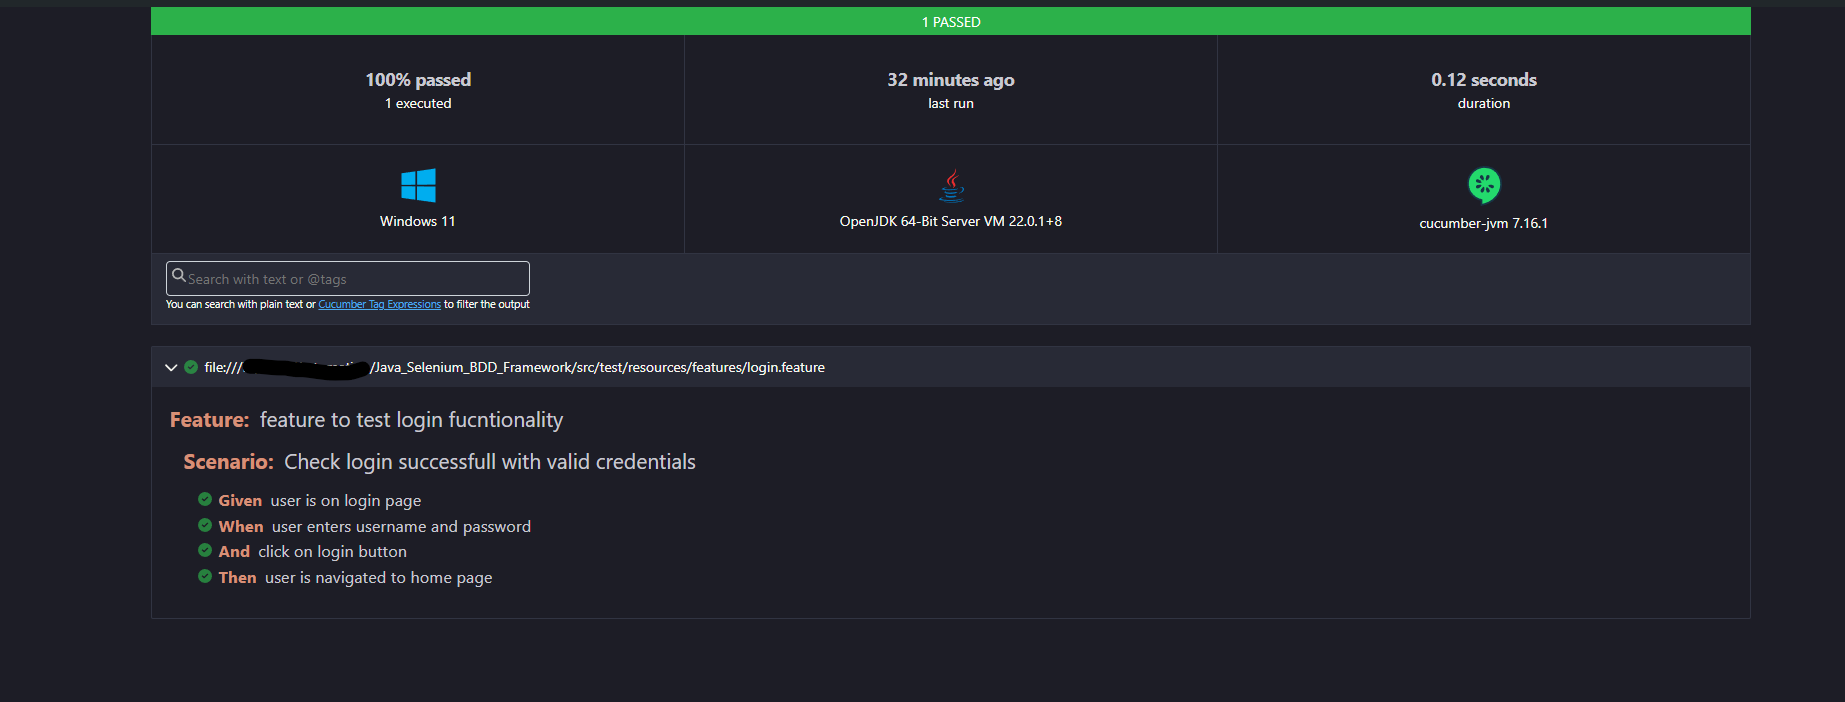 1 PASSED
100% passed
1 executed
32 minutes ago
last run
0.12 seconds
duration
Windows 11
OpenJDK 64-Bit Server VM 22.0.1+8
cucumber-jvm 7.16.1
Search with text or @tags
You can search with plain text or Cucumber Tag Expressions to filter the output
file:/// /Java_Selenium_BDD_Framework/src/test/resources/features/login.feature
Feature: feature to test login fucntionality
Scenario: Check login successfull with valid credentials
Given user is on login page
When user enters username and password
And click on login button
Then user is navigated to home page